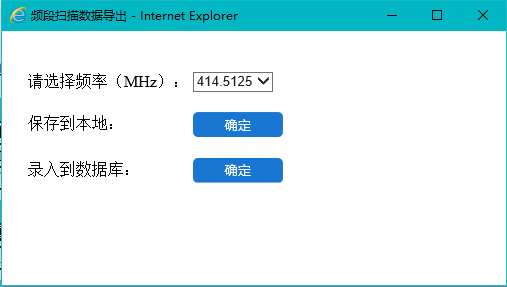 频段扫描数据导出 - Internet Explorer
请选择频率（MHz）： 414.5125
保存到本地： 确定
录入到数据库： 确定